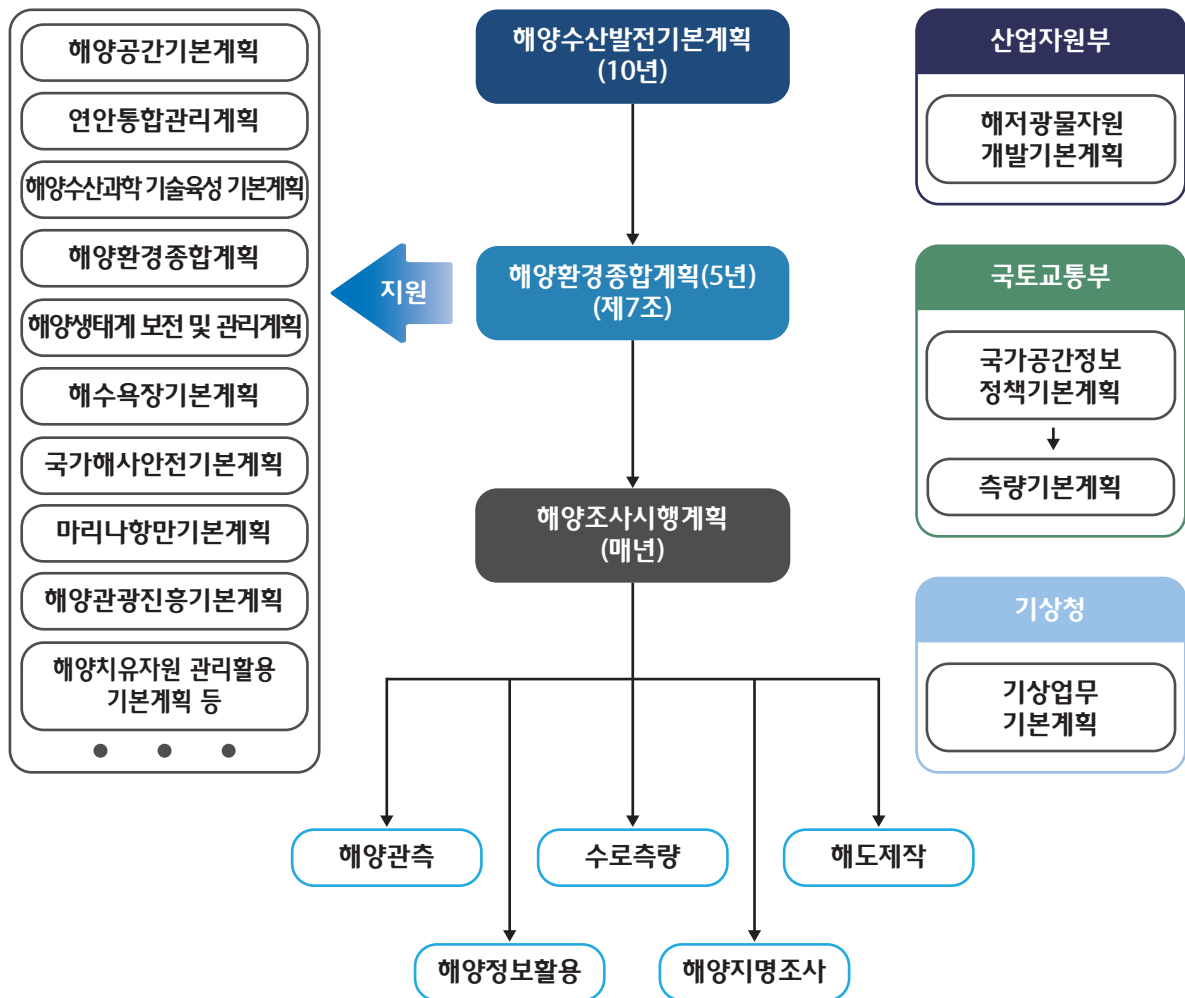 해양공간기본계획
연안통합관리계획
해양수산과학 기술육성 기본계획
해양환경종합계획
해양생태계 보전 및 관리계획
해수욕장기본계획
국가해사안전기본계획
마리나항만기본계획
해양관광진흥기본계획
해양치유자원 관리활용
기본계획 등
해양수산발전기본계획
(10년)
지원
해양환경종합계획(5년)
(제7조)
해양조사시행계획
(매년)
해양관측
수로측량
해도제작
해양정보활용
해양지명조사
산업자원부
해저광물자원
개발기본계획
국토교통부
국가공간정보
정책기본계획
측량기본계획
기상청
기상업무
기본계획